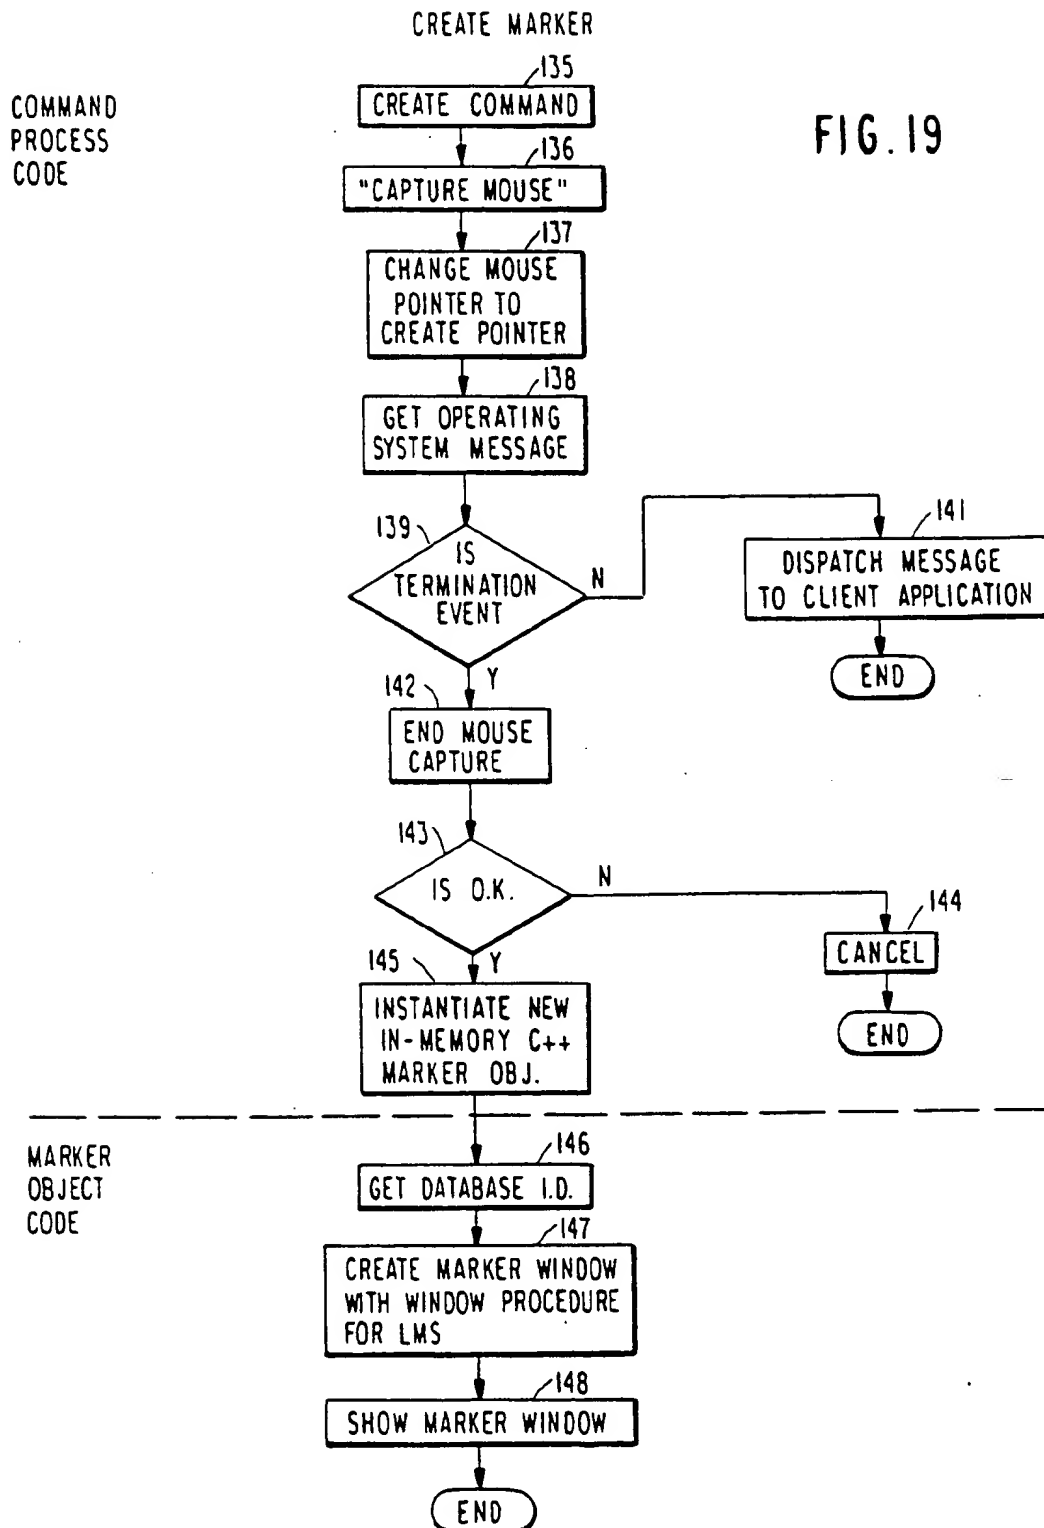 CREATE MARKER
COMMAND
PROCESS
CODE
FIG. 19
135
CREATE COMMAND
136
"CAPTURE MOUSE"
137
CHANGE MOUSE
POINTER TO
CREATE POINTER
138
GET OPERATING
SYSTEM MESSAGE
139
IS
TERMINATION
EVENT
N
141
DISPATCH MESSAGE
TO CLIENT APPLICATION
END
Y
142
END MOUSE
CAPTURE
143
IS O.K.
N
144
CANCEL
END
Y
145
INSTANTIATE NEW
IN-MEMORY C++
MARKER OBJ.
MARKER
OBJECT
CODE
146
GET DATABASE I.D.
147
CREATE MARKER WINDOW
WITH WINDOW PROCEDURE
FOR LMS
148
SHOW MARKER WINDOW
END